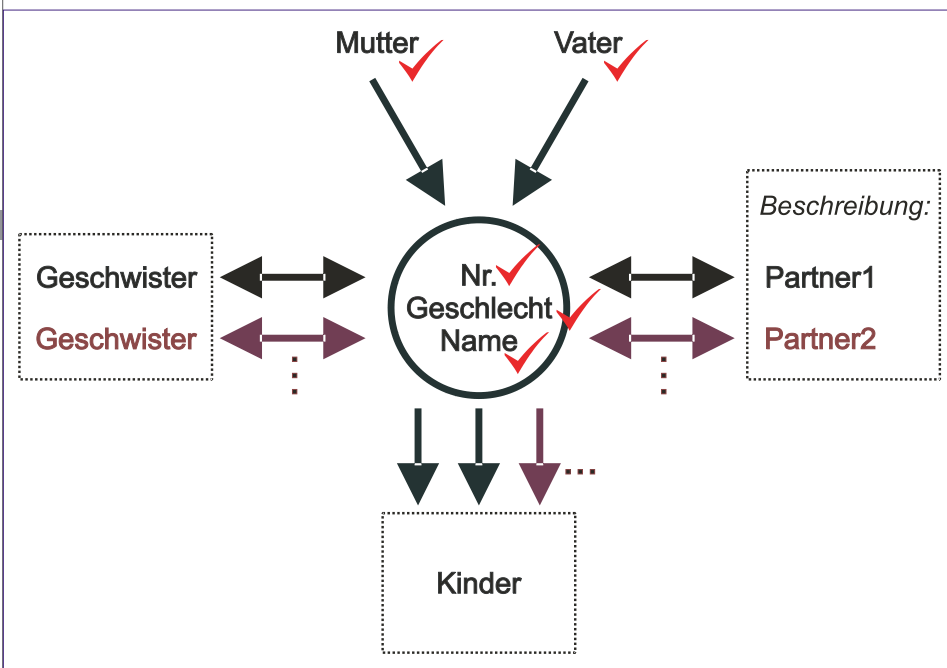 Mutter
Vater
Beschreibung:
Geschwister
Nr.
Partner1
Geschlecht
Geschwister
Name
Partner2
Kinder